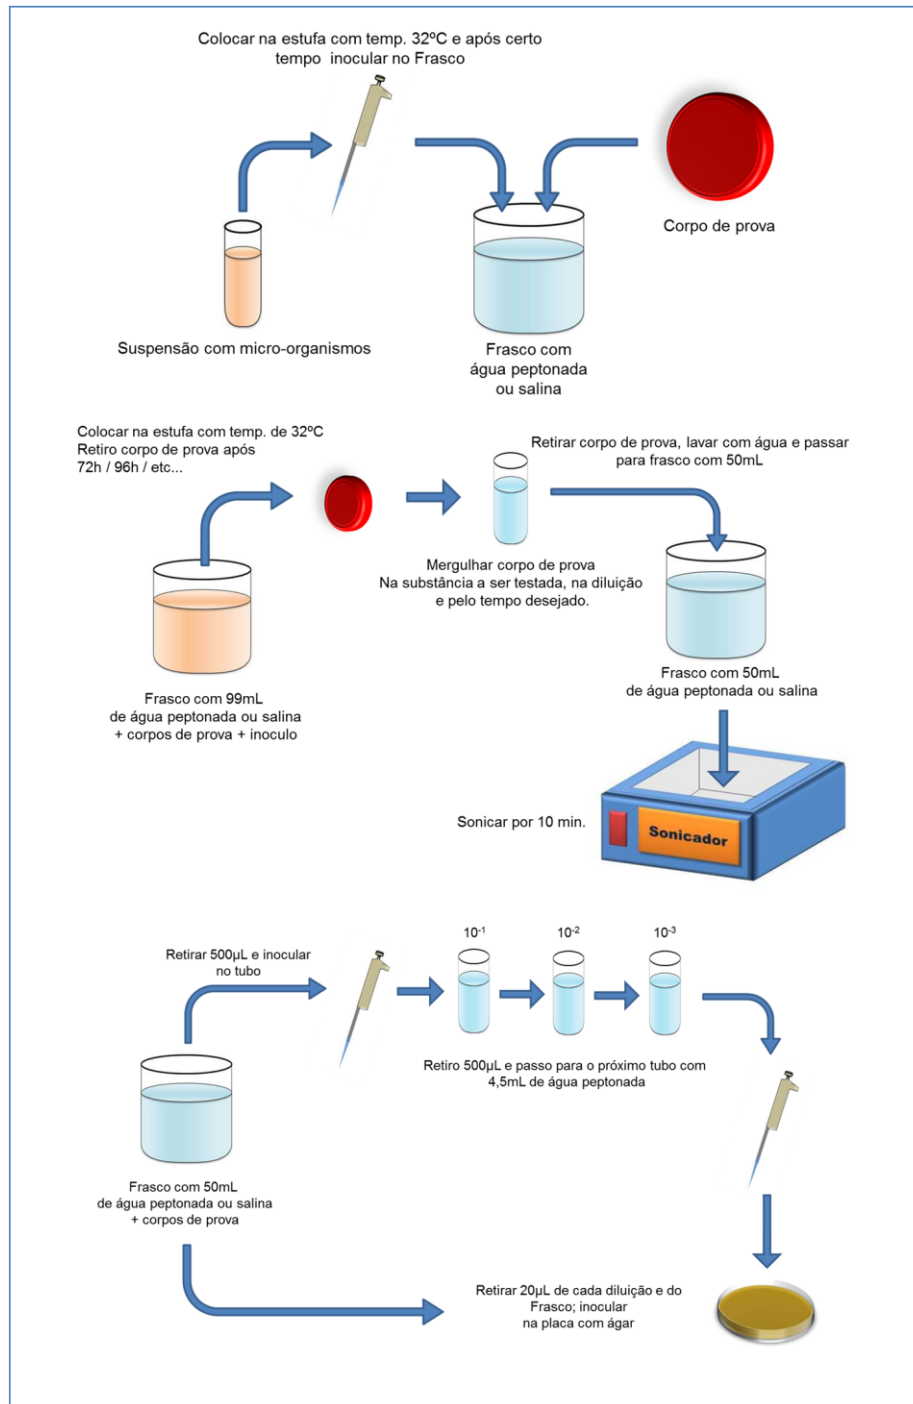 Colocar na estufa com temp. 32ºC e após certo
tempo  inocular no Frasco
Corpo de prova
Suspensão com micro-organismos
Frasco com
água peptonada
ou salina
Colocar na estufa com temp. de 32ºC
Retiro corpo de prova após
72h / 96h / etc...
Retirar corpo de prova, lavar com água e passar
para frasco com 50mL
Mergulhar corpo de prova
Na substância a ser testada, na diluição
e pelo tempo desejado.
Frasco com 99mL
de água peptonada ou salina
+ corpos de prova + inoculo
Frasco com 50mL
de água peptonada ou salina
Sonicar por 10 min.
Sonicador
Retirar 500µL e inocular
no tubo
10⁻¹
10⁻²
10⁻³
Retiro 500µL e passo para o próximo tubo com
4,5mL de água peptonada
Frasco com 50mL
de água peptonada ou salina
+ corpos de prova
Retirar 20µL de cada diluição e do
Frasco; inocular
na placa com ágar